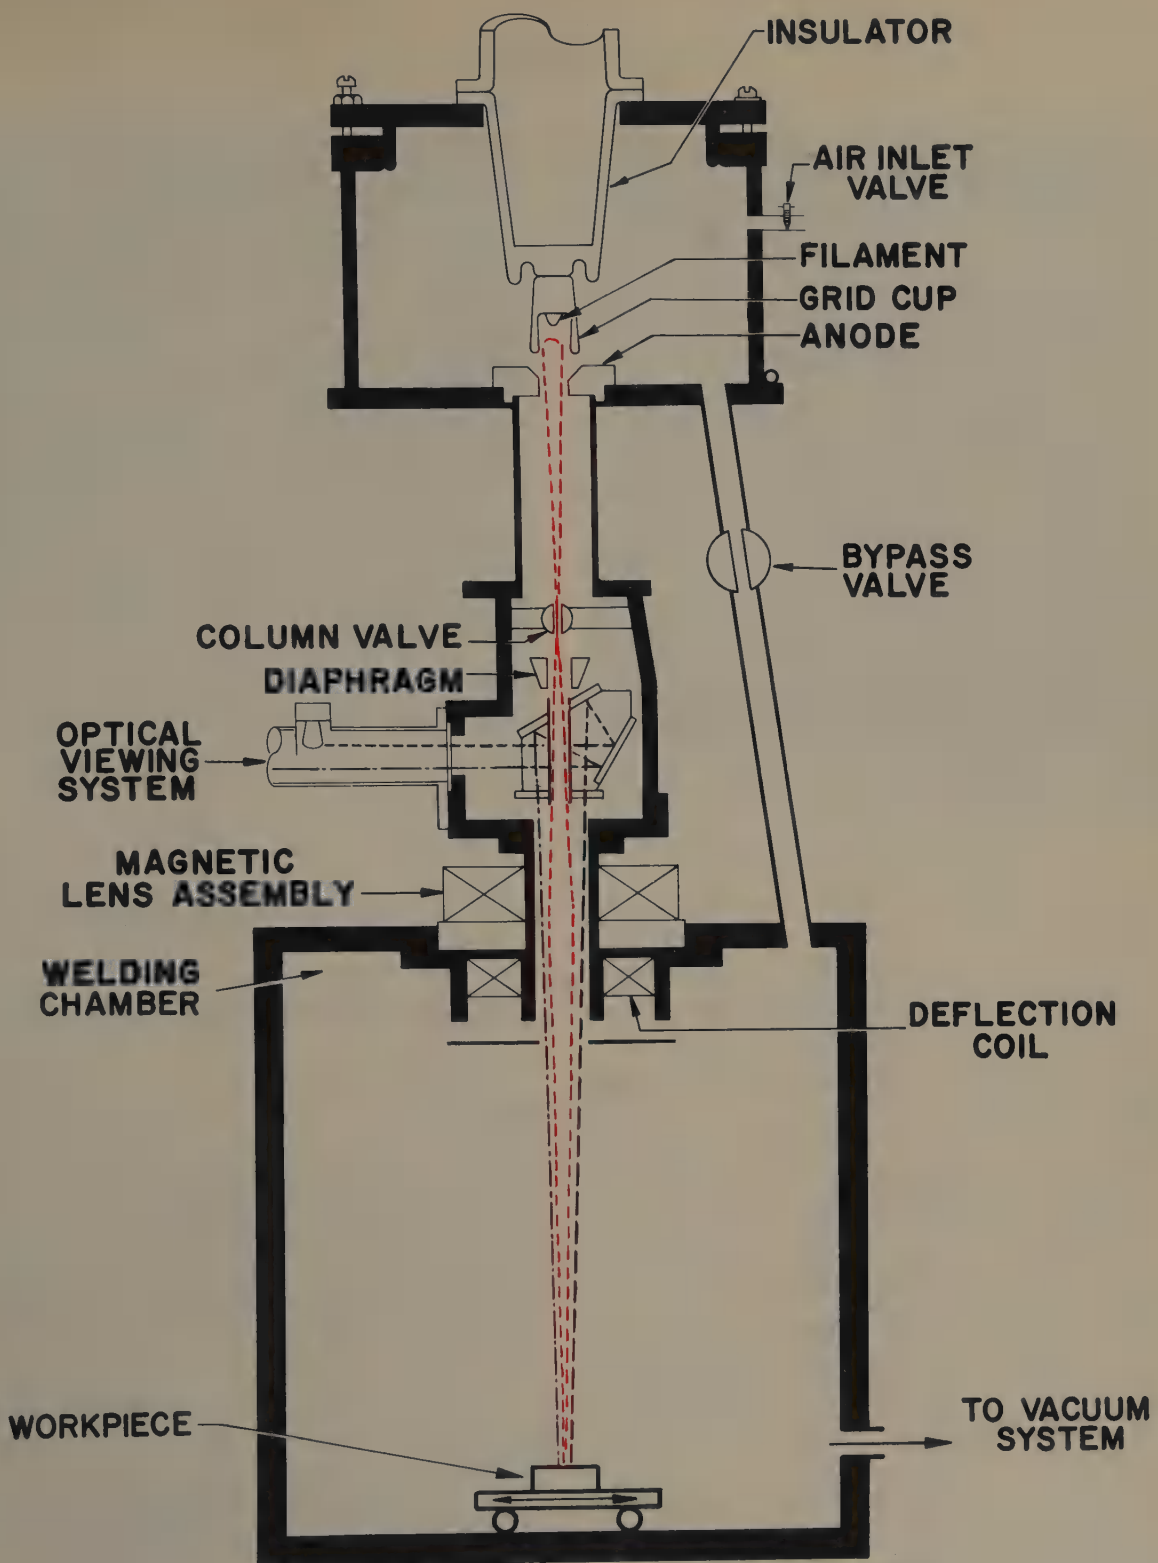 INSULATOR
AIR INLET
VALVE
FILAMENT
GRID CUP
ANODE
BYPASS
VALVE
COLUMN VALVE
DIAPHRAGM
OPTICAL
VIEWING
SYSTEM
MAGNETIC
LENS ASSEMBLY
WELDING
CHAMBER
DEFLECTION
COIL
WORKPIECE
TO VACUUM
SYSTEM